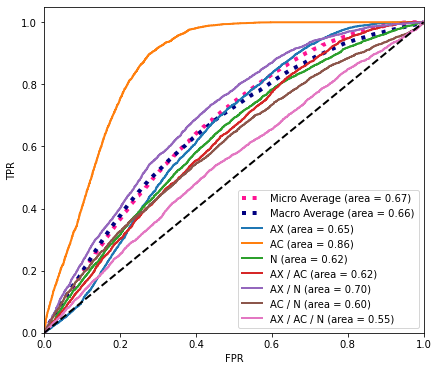 1.0
0.8
0.6
0.4
0.2
0.0
TPR
Micro Average (area = 0.67)
Macro Average (area = 0.66)
AX (area = 0.65)
AC (area = 0.86)
N (area = 0.62)
AX / AC (area = 0.62)
AX / N (area = 0.70)
AC / N (area = 0.60)
AX / AC / N (area = 0.55)
0.0 0.2 0.4 0.6 0.8 1.0
FPR